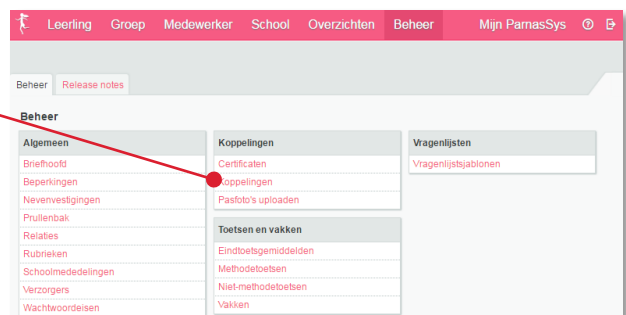 Leerling Groep Medewerker School Overzichten Beheer Mijn ParnasSys
Beheer Release notes
Beheer
Algemeen
Briefhoofd
Beperkingen
Nevenvestigingen
Prullenbak
Relaties
Rubrieken
Schoolmededelingen
Verzorgers
Wachtwoordeisen
Koppelingen
Certificaten
Koppelingen
Pasfoto's uploaden
Toetsen en vakken
Eindtoetsgemiddelden
Methodetoetsen
Niet-methodetoetsen
Vakken
Vragenlijsten
Vragenlijstsjablonen